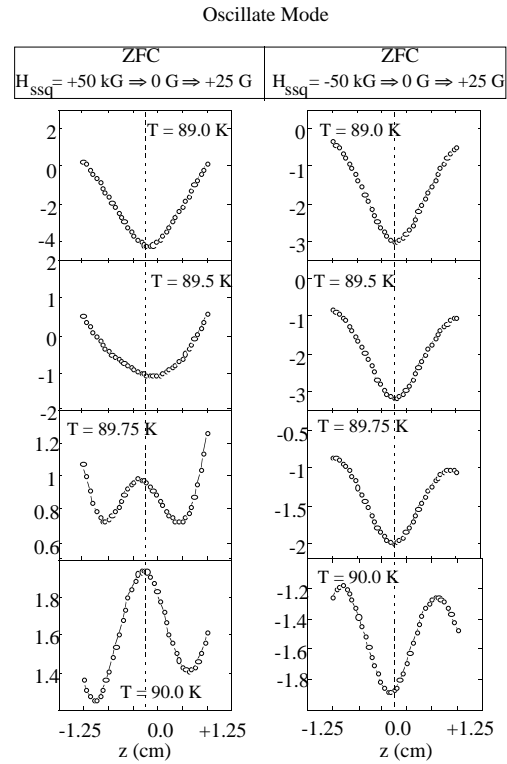 Oscillate Mode
ZFC
H_ssq = +50 kG ⇒ 0 G ⇒ +25 G
ZFC
H_ssq = -50 kG ⇒ 0 G ⇒ +25 G
T = 89.0 K
2
0
-2
-4
T = 89.0 K
0
-1
-2
-3
T = 89.5 K
2
1
0
-1
-2
T = 89.5 K
0
-1
-2
-3
T = 89.75 K
1.2
1.0
0.8
0.6
T = 89.75 K
-0.5
-1
-1.5
-2
1.8
1.6
1.4
T = 90.0 K
T = 90.0 K
-1.2
-1.4
-1.6
-1.8
-1.25 0.0 +1.25
z (cm)
-1.25 0.0 +1.25
z (cm)